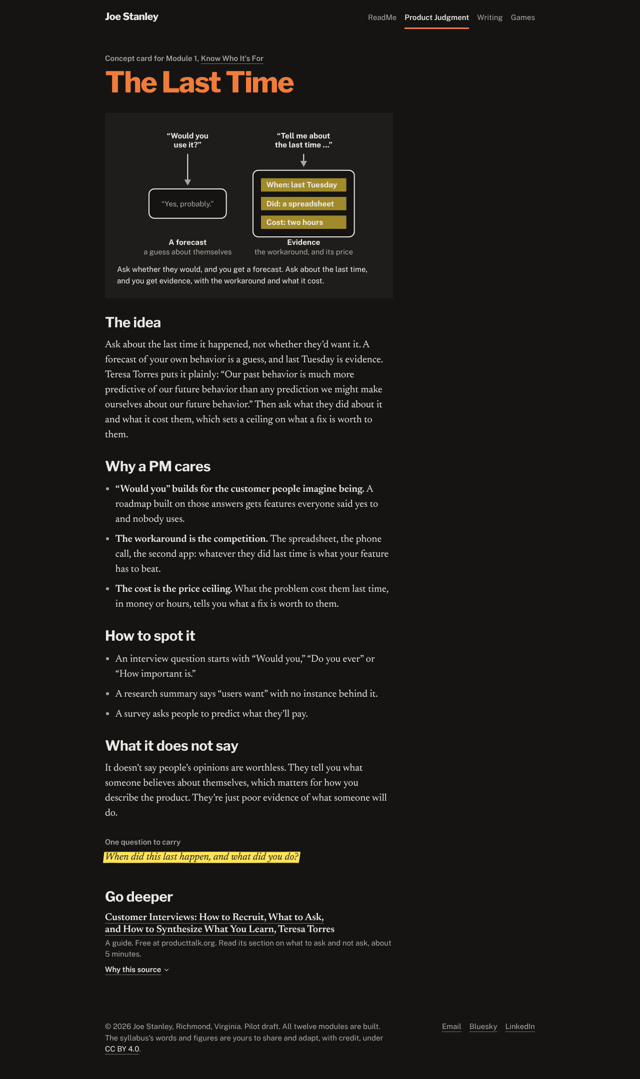 Joe Stanley
ReadMe Product Judgment Writing Games
Concept card for Module 1, Know Who It's For
The Last Time
“Would you
use it?”
“Tell me about
the last time …”
“Yes, probably.”
When: last Tuesday
Did: a spreadsheet
Cost: two hours
A forecast
a guess about themselves
Evidence
the workaround, and its price
Ask whether they would, and you get a forecast. Ask about the last time,
and you get evidence, with the workaround and what it cost.
The idea
Ask about the last time it happened, not whether they’d want it. A
forecast of your own behavior is a guess, and last Tuesday is evidence.
Teresa Torres puts it plainly: “Our past behavior is much more
predictive of our future behavior than any prediction we might make
ourselves about our future behavior.” Then ask what they did about it
and what it cost them, which sets a ceiling on what a fix is worth to
them.
Why a PM cares
• “Would you” builds for the customer people imagine being. A
roadmap built on those answers gets features everyone said yes to
and nobody uses.
• The workaround is the competition. The spreadsheet, the phone
call, the second app: whatever they did last time is what your feature
has to beat.
• The cost is the price ceiling. What the problem cost them last time,
in money or hours, tells you what a fix is worth to them.
How to spot it
• An interview question starts with “Would you,” “Do you ever” or
“How important is.”
• A research summary says “users want” with no instance behind it.
• A survey asks people to predict what they’ll pay.
What it does not say
It doesn’t say people’s opinions are worthless. They tell you what
someone believes about themselves, which matters for how you
describe the product. They’re just poor evidence of what someone will
do.
One question to carry
When did this last happen, and what did you do?
Go deeper
Customer Interviews: How to Recruit, What to Ask,
and How to Synthesize What You Learn, Teresa Torres
A guide. Free at producttalk.org. Read its section on what to ask and not ask, about
5 minutes.
Why this source
© 2026 Joe Stanley, Richmond, Virginia. Pilot draft. All twelve modules are built.
The syllabus’s words and figures are yours to share and adapt, with credit, under
CC BY 4.0.
Email Bluesky LinkedIn